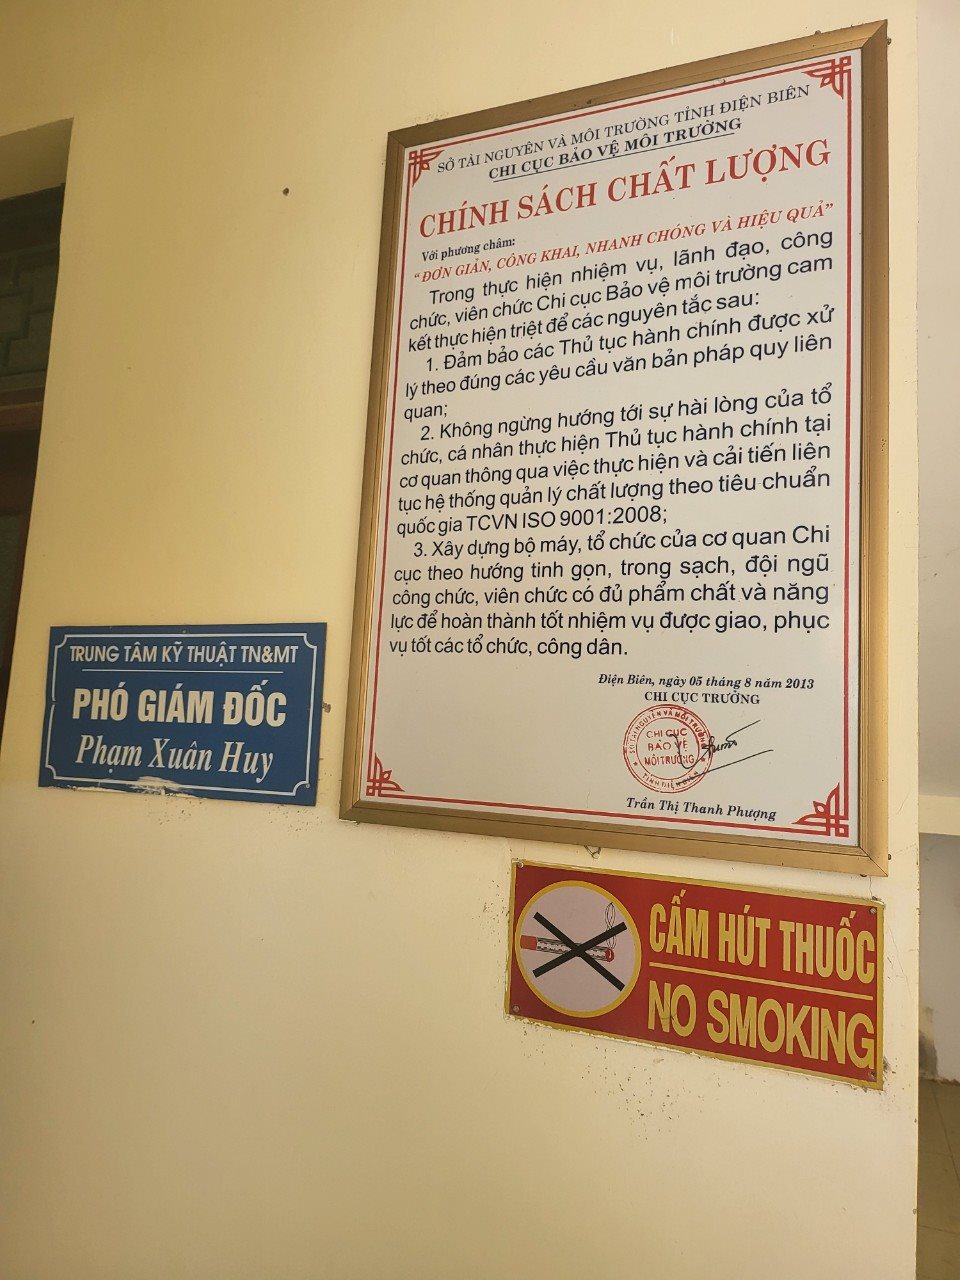 SỞ TÀI NGUYÊN VÀ MÔI TRƯỜNG TỈNH ĐIỆN BIÊN
CHI CỤC BẢO VỆ MÔI TRƯỜNG
CHÍNH SÁCH CHẤT LƯỢNG
Với phương châm:
“ĐƠN GIẢN, CÔNG KHAI, NHANH CHÓNG VÀ HIỆU QUẢ”
Trong thực hiện nhiệm vụ, lãnh đạo, công
chức, viên chức Chi cục Bảo vệ môi trường cam
kết thực hiện triệt để các nguyên tắc sau:
1. Đảm bảo các Thủ tục hành chính được xử
lý theo đúng các yêu cầu văn bản pháp quy liên
quan;
2. Không ngừng hướng tới sự hài lòng của tổ
chức, cá nhân thực hiện Thủ tục hành chính tại
cơ quan thông qua việc thực hiện và cải tiến liên
tục hệ thống quản lý chất lượng theo tiêu chuẩn
quốc gia TCVN ISO 9001:2008;
3. Xây dựng bộ máy, tổ chức của cơ quan Chi
cục theo hướng tinh gọn, trong sạch, đội ngũ
công chức, viên chức có đủ phẩm chất và năng
lực để hoàn thành tốt nhiệm vụ được giao, phục
vụ tốt các tổ chức, công dân.
Điện Biên, ngày 05 tháng 8 năm 2013
CHI CỤC TRƯỞNG
SỞ TÀI NGUYÊN VÀ MÔI TRƯỜNG
CHI CỤC
BẢO VỆ
MÔI TRƯỜNG
TỈNH ĐIỆN BIÊN
Trần Thị Thanh Phượng
TRUNG TÂM KỸ THUẬT TN&MT
PHÓ GIÁM ĐỐC
Phạm Xuân Huy
CẤM HÚT THUỐC
NO SMOKING